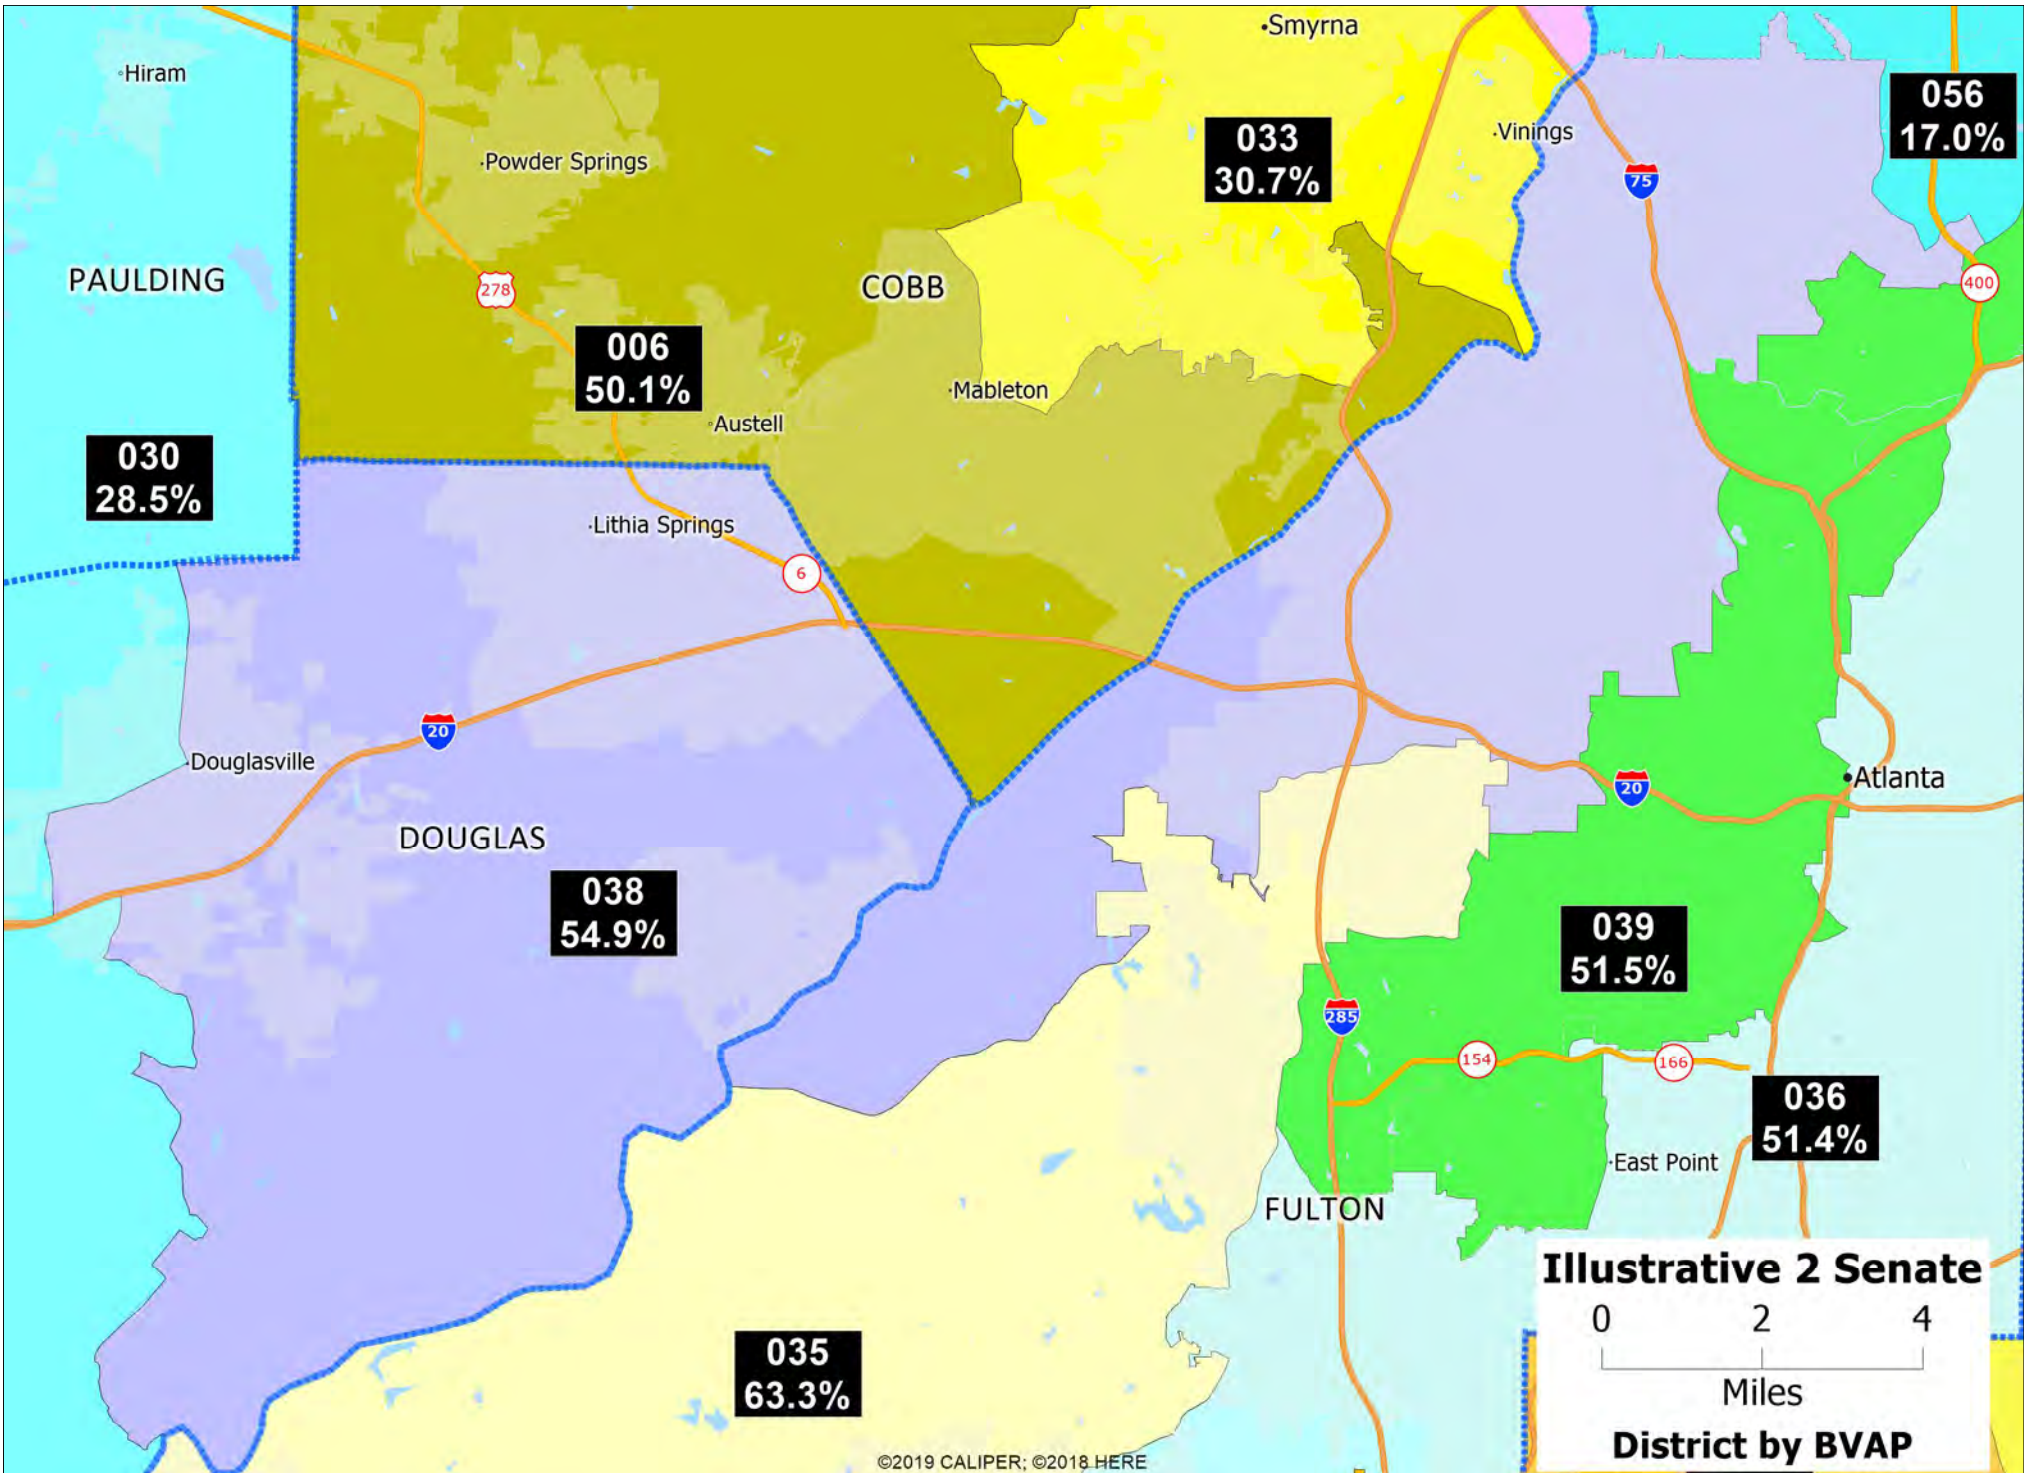 Smyrna
Hiram
056
17.0%
033
30.7%
Vinings
Powder Springs
75
PAULDING
COBB
278
400
006
50.1%
Mableton
Austell
030
28.5%
Lithia Springs
6
20
Douglasville
20
Atlanta
DOUGLAS
038
54.9%
039
51.5%
285
154
166
036
51.4%
East Point
FULTON
Illustrative 2 Senate
0 2 4
Miles
District by BVAP
035
63.3%
©2019 CALIPER; ©2018 HERE